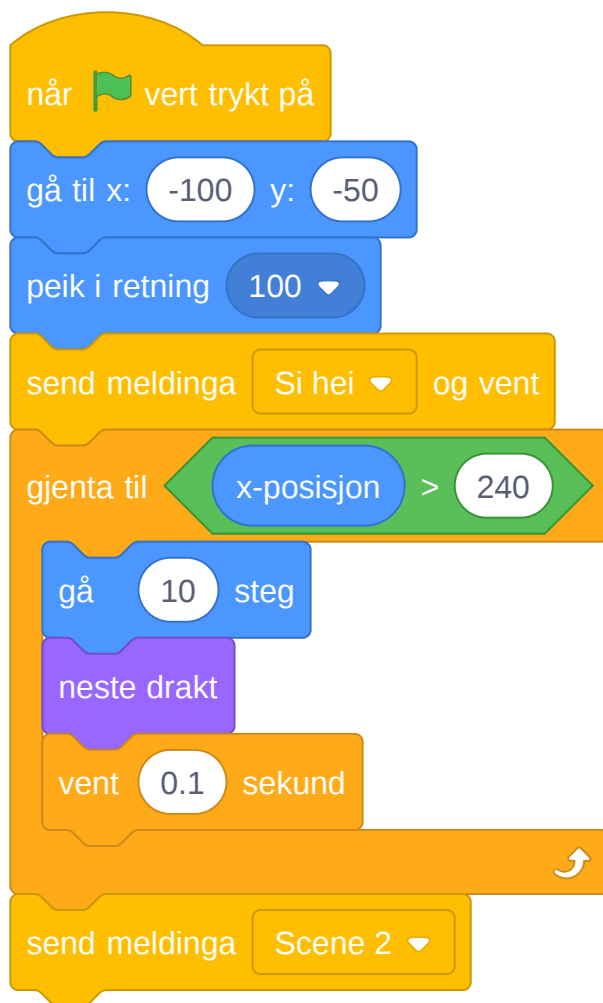 når vert trykt på
gå til x: -100 y: -50
peik i retning 100
send meldinga Si hei og vent
gjenta til x-posisjon > 240
gå 10 steg
neste drakt
vent 0.1 sekund
send meldinga Scene 2